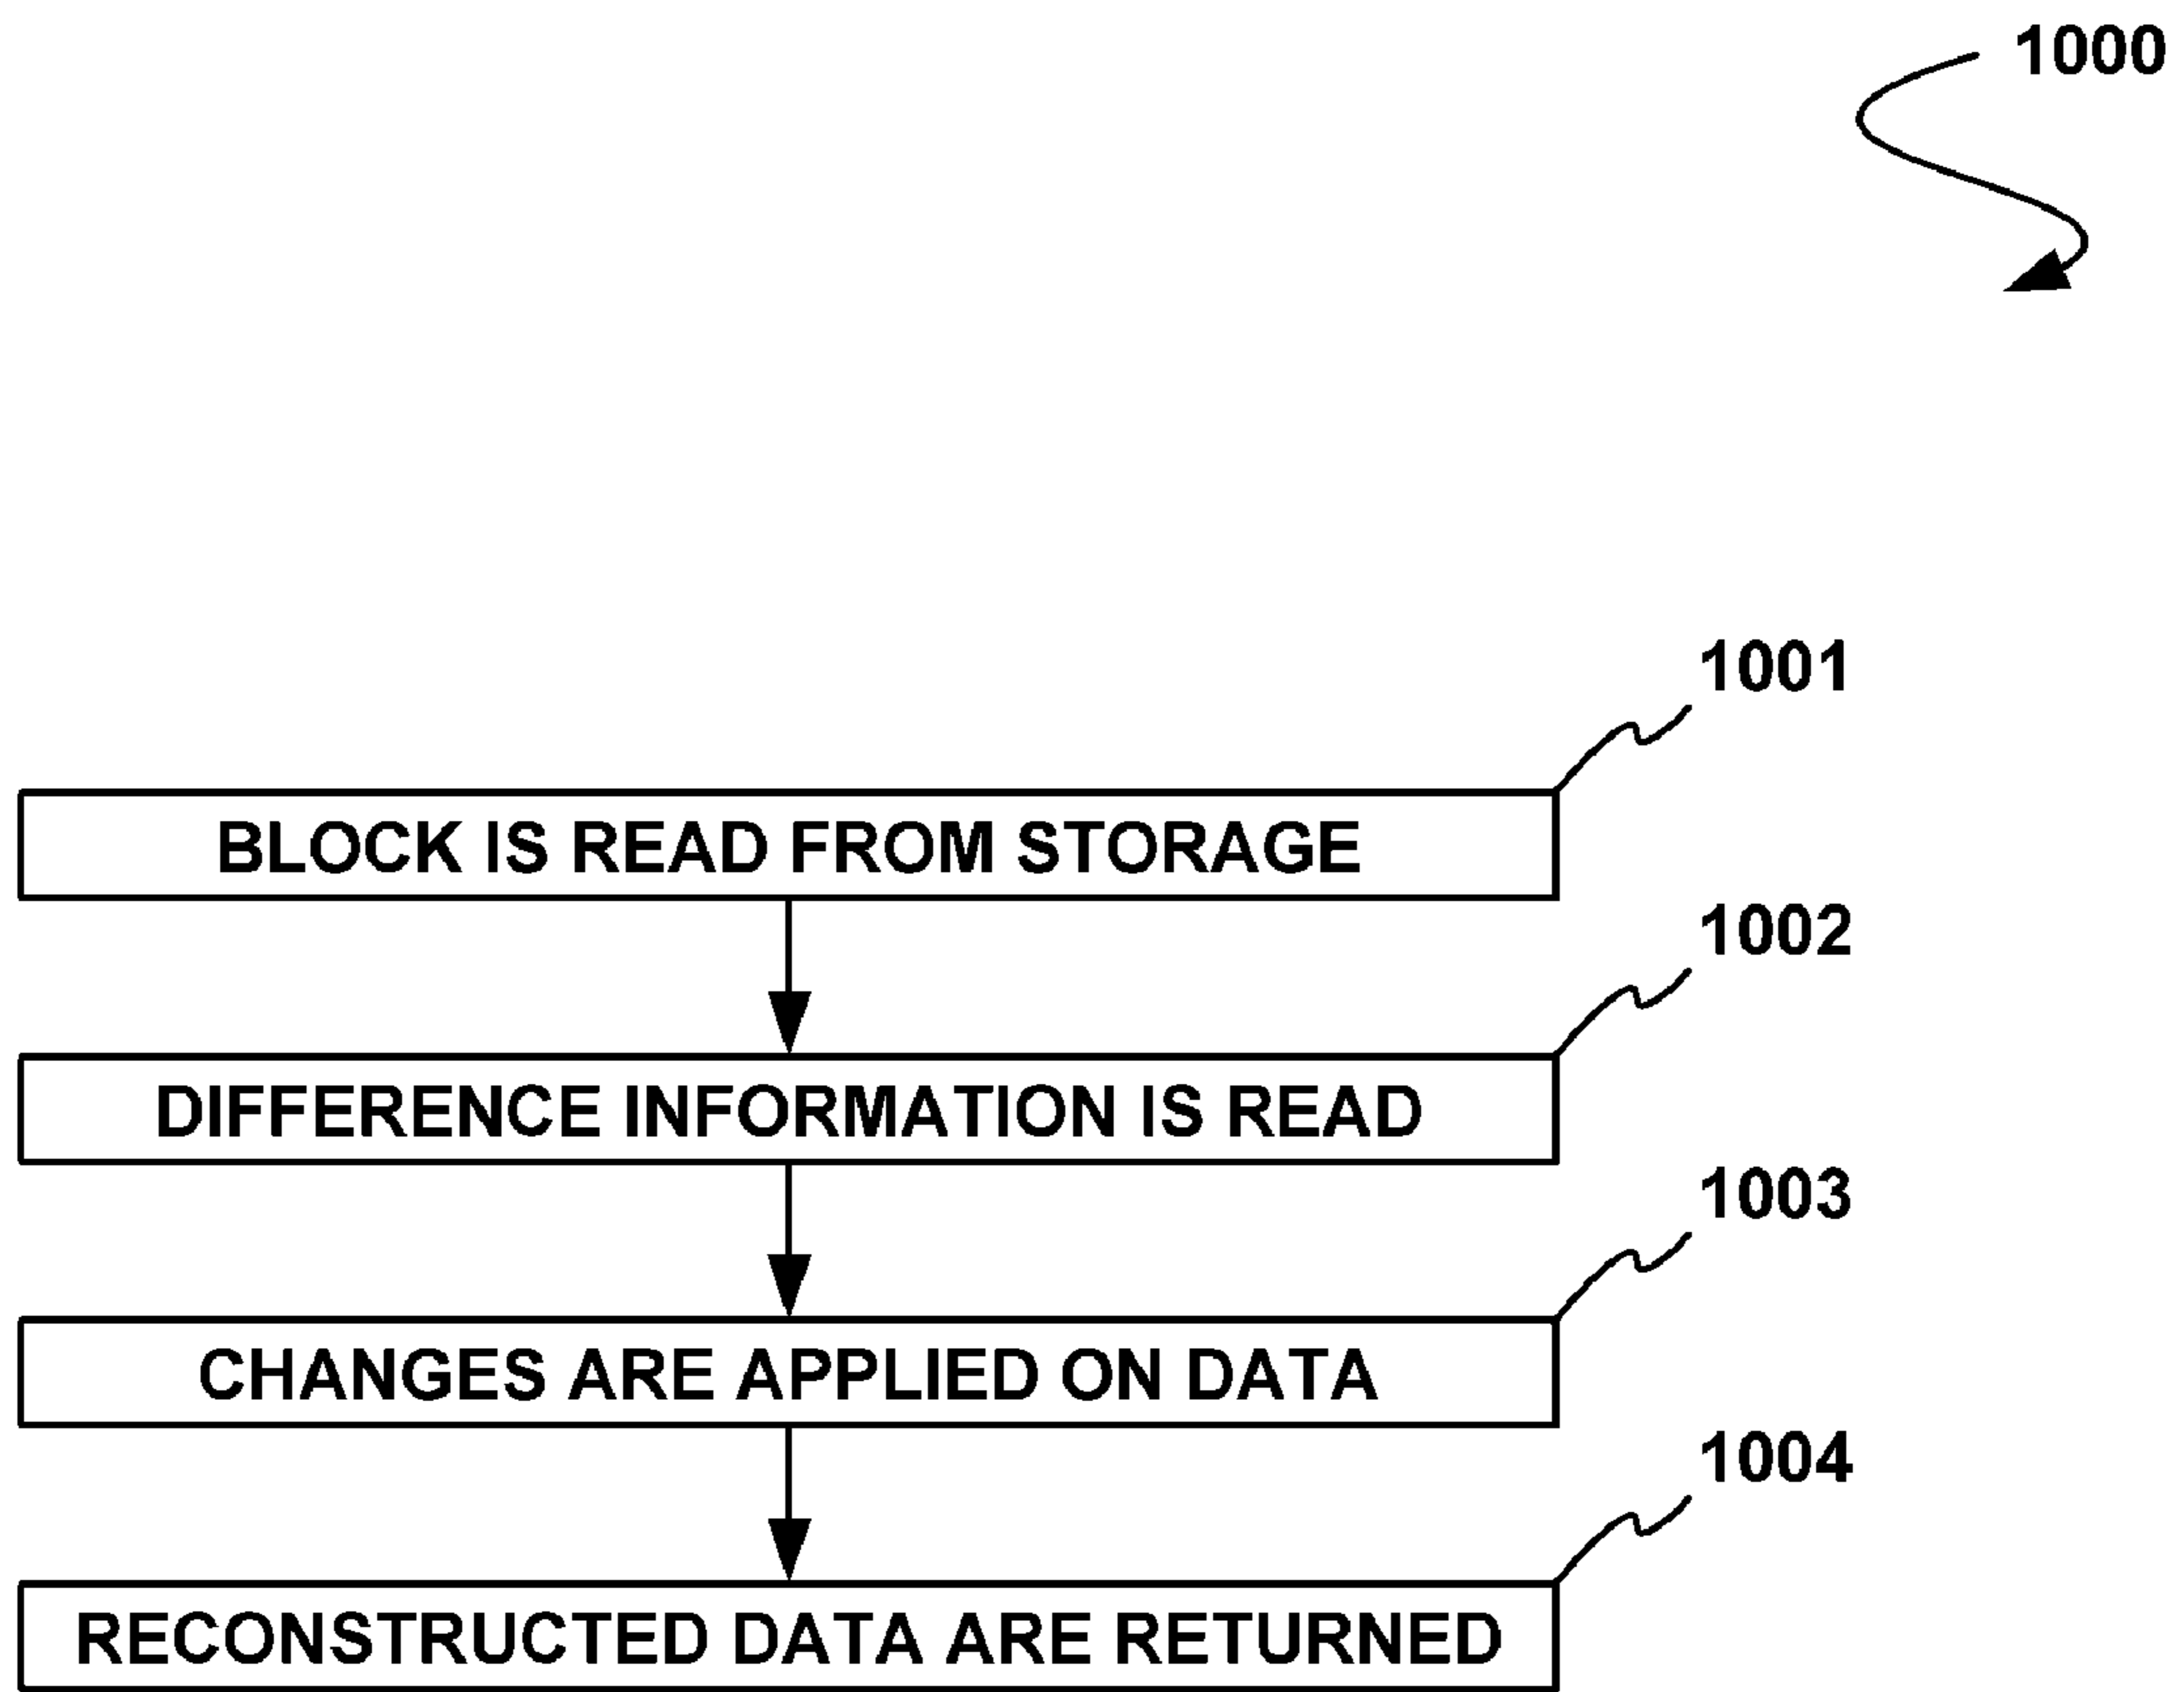 1000
1001
BLOCK IS READ FROM STORAGE
1002
DIFFERENCE INFORMATION IS READ
1003
CHANGES ARE APPLIED ON DATA
1004
RECONSTRUCTED DATA ARE RETURNED